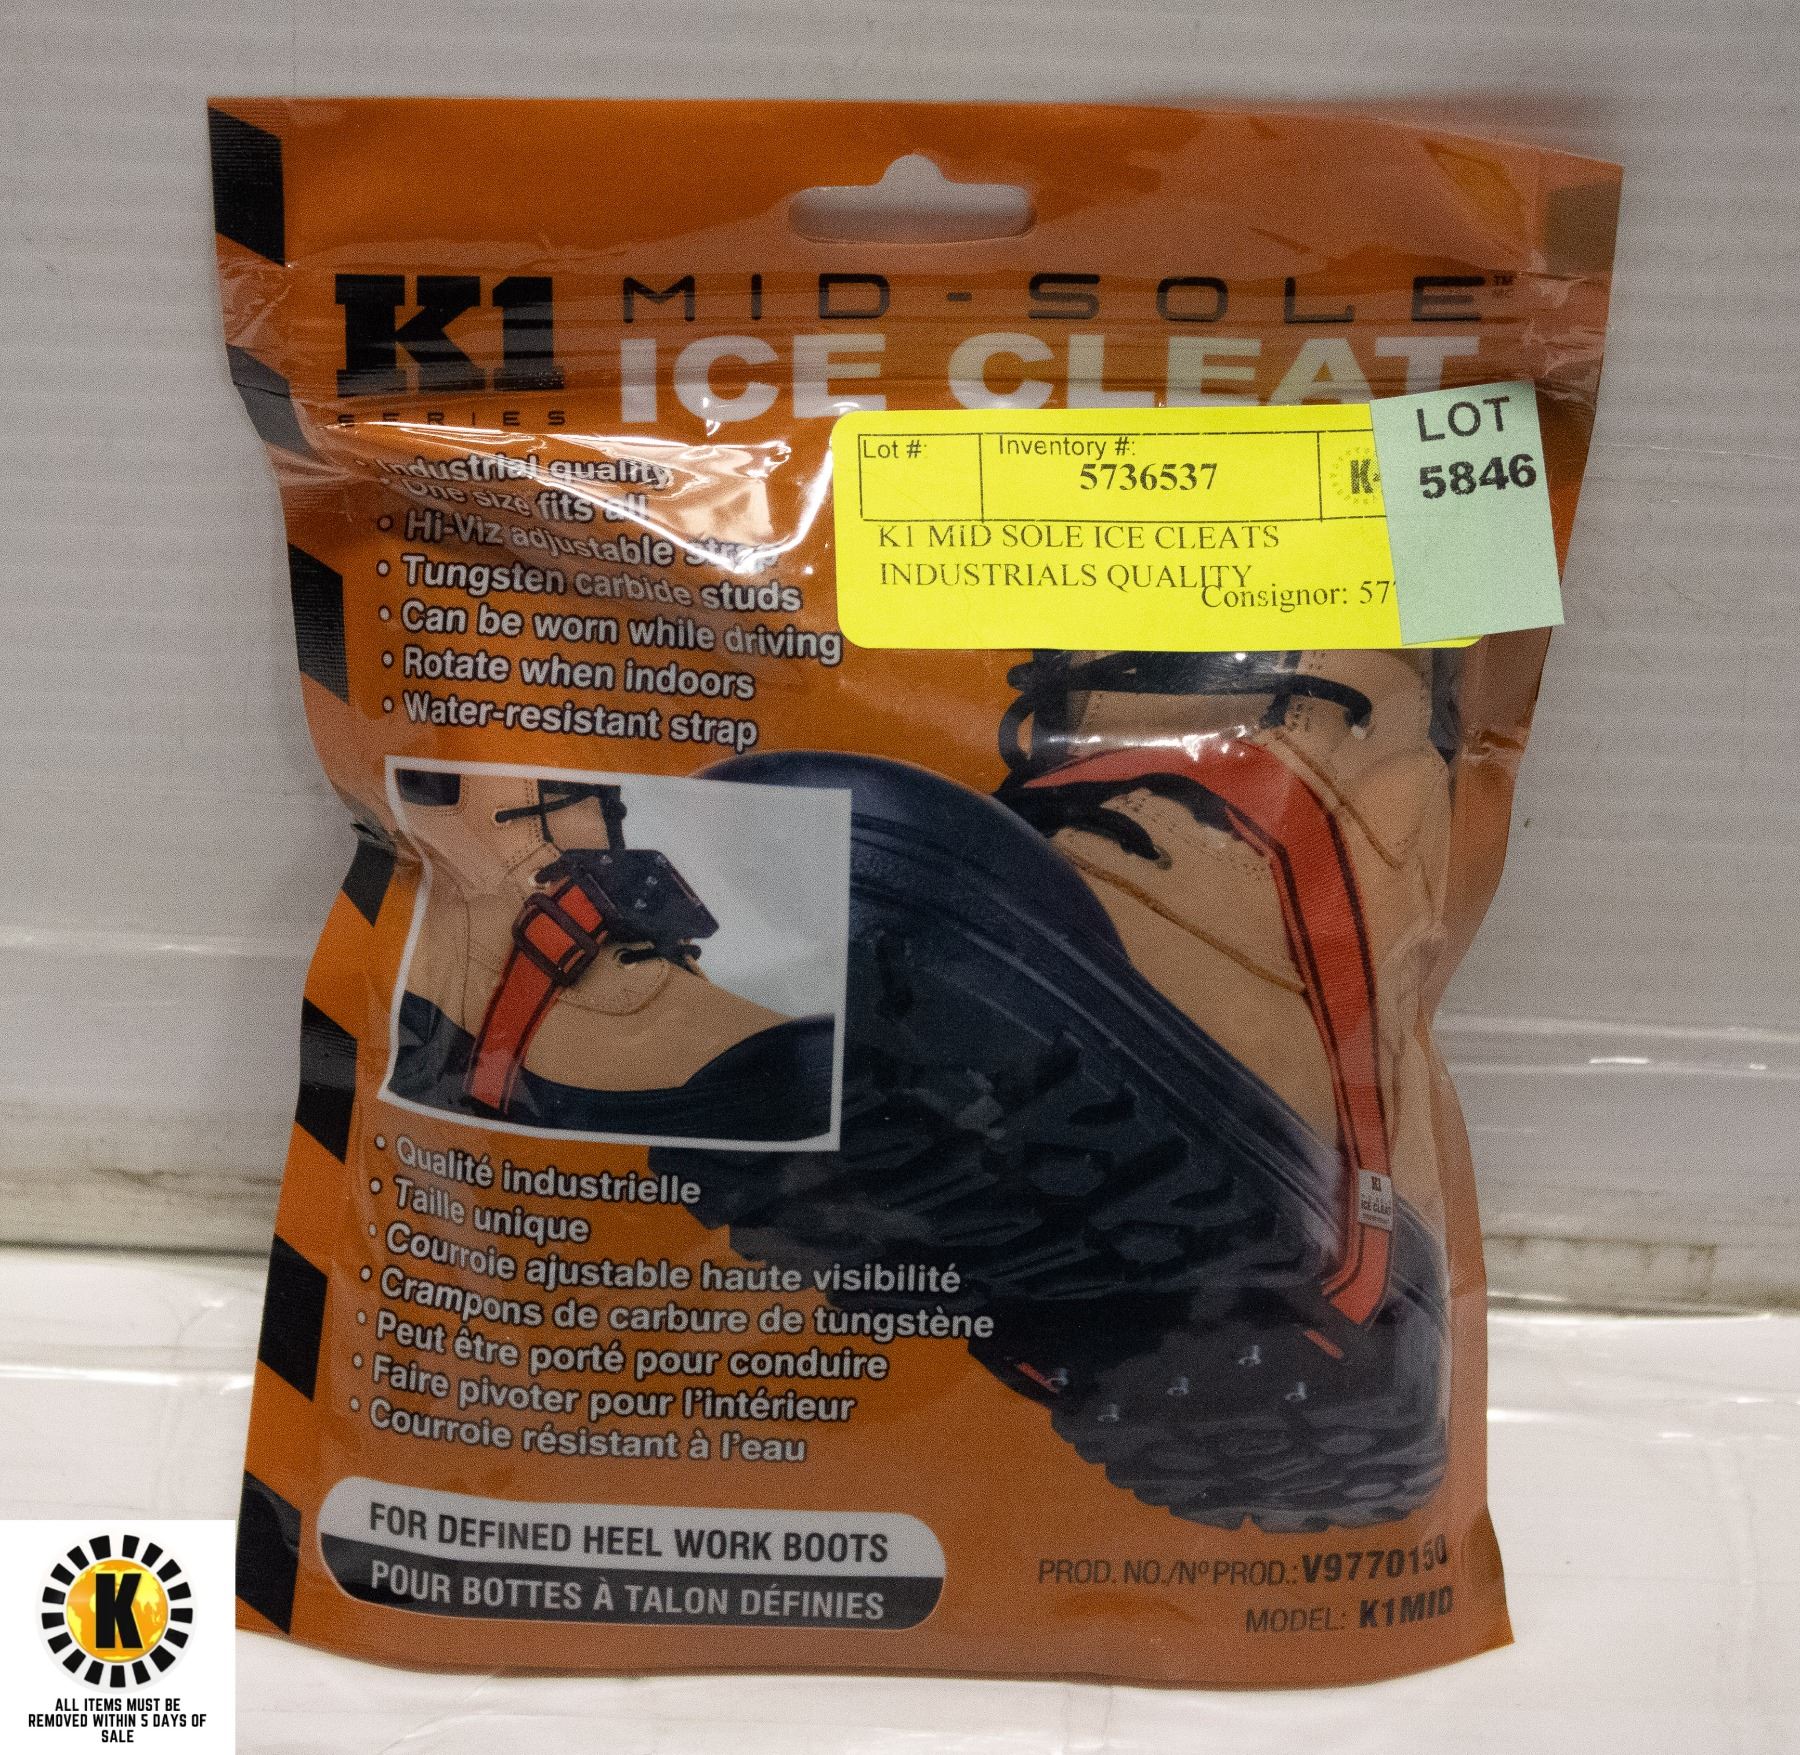 K1 MID-SOLE™
SERIES
ICE CLEAT
Lot #:
Inventory #:
5736537
K1 MID SOLE ICE CLEATS
INDUSTRIALS QUALITY
Consignor: 57
LOT
5846
• Industrial quality
• One size fits all
• Hi-Viz adjustable strap
• Tungsten carbide studs
• Can be worn while driving
• Rotate when indoors
• Water-resistant strap
K1
ICE CLEAT
• Qualité industrielle
• Taille unique
• Courroie ajustable haute visibilité
• Crampons de carbure de tungstène
• Peut être porté pour conduire
• Faire pivoter pour l'intérieur
• Courroie résistant à l'eau
FOR DEFINED HEEL WORK BOOTS
POUR BOTTES À TALON DÉFINIES
PROD. NO./Nº PROD.: V9770150
MODEL: K1MID
K
ALL ITEMS MUST BE
REMOVED WITHIN 5 DAYS OF
SALE